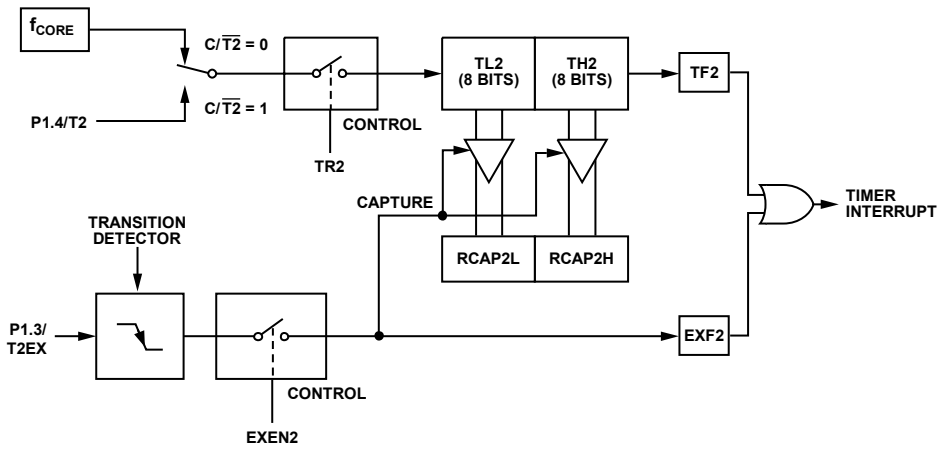 fCORE
C/T2 = 0
C/T2 = 1
P1.4/T2
CONTROL
TR2
TL2
(8 BITS)
TH2
(8 BITS)
TF2
CAPTURE
TIMER
INTERRUPT
TRANSITION
DETECTOR
RCAP2L
RCAP2H
P1.3/
T2EX
EXF2
CONTROL
EXEN2